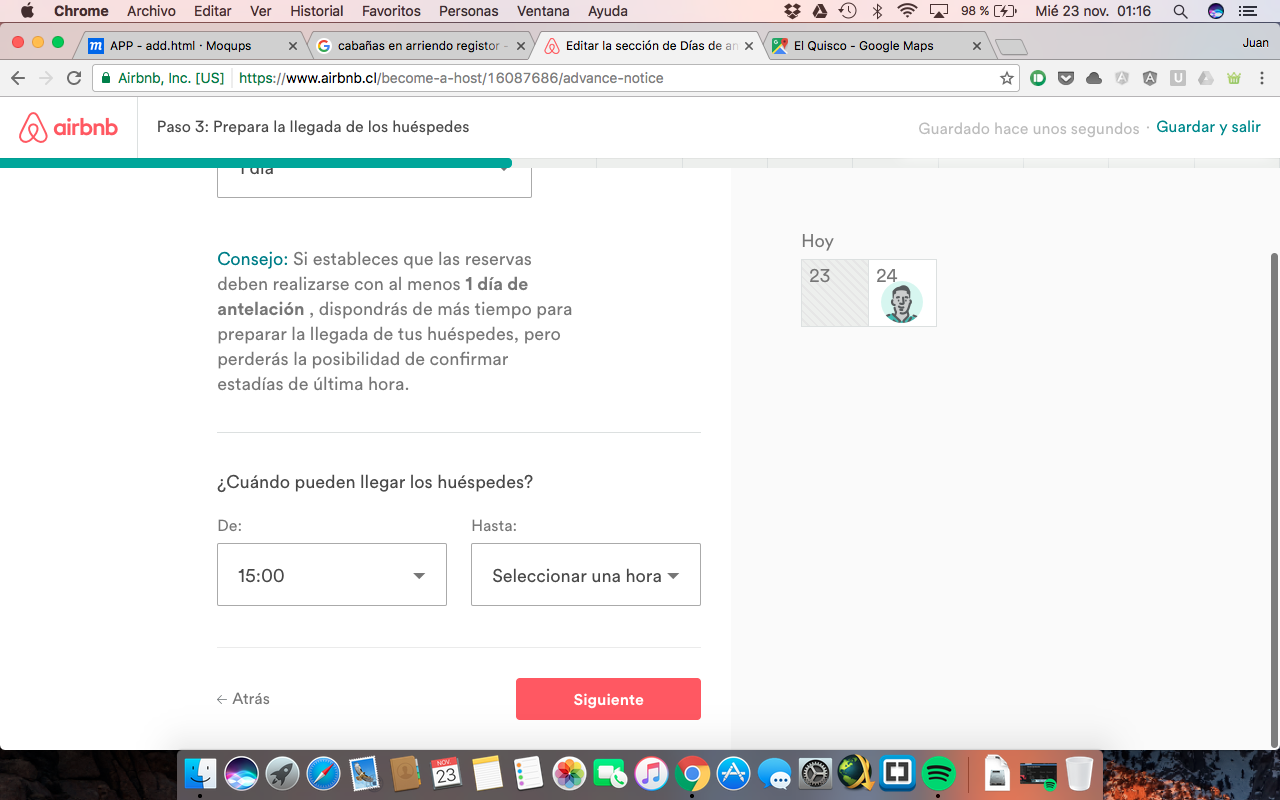 Chrome Archivo Editar Ver Historial Favoritos Personas Ventana Ayuda 98 % Mié 23 nov. 01:16
APP - add.html · Moqups
cabañas en arriendo registor -
Editar la sección de Días de an
El Quisco - Google Maps
Juan
Airbnb, Inc. [US] https://www.airbnb.cl/become-a-host/16087686/advance-notice
airbnb
Paso 3: Prepara la llegada de los huéspedes
Guardado hace unos segundos · Guardar y salir
1 día
Consejo: Si estableces que las reservas
deben realizarse con al menos 1 día de
antelación , dispondrás de más tiempo para
preparar la llegada de tus huéspedes, pero
perderás la posibilidad de confirmar
estadías de última hora.
Hoy
23 24
¿Cuándo pueden llegar los huéspedes?
De: Hasta:
15:00 Seleccionar una hora
← Atrás
Siguiente
NOV
23